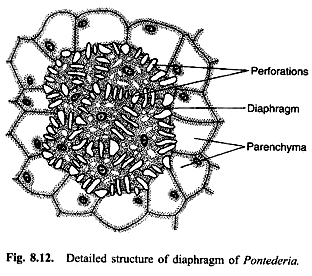 Perforations
Diaphragm
Parenchyma
Fig. 8.12. Detailed structure of diaphragm of Pontederia.